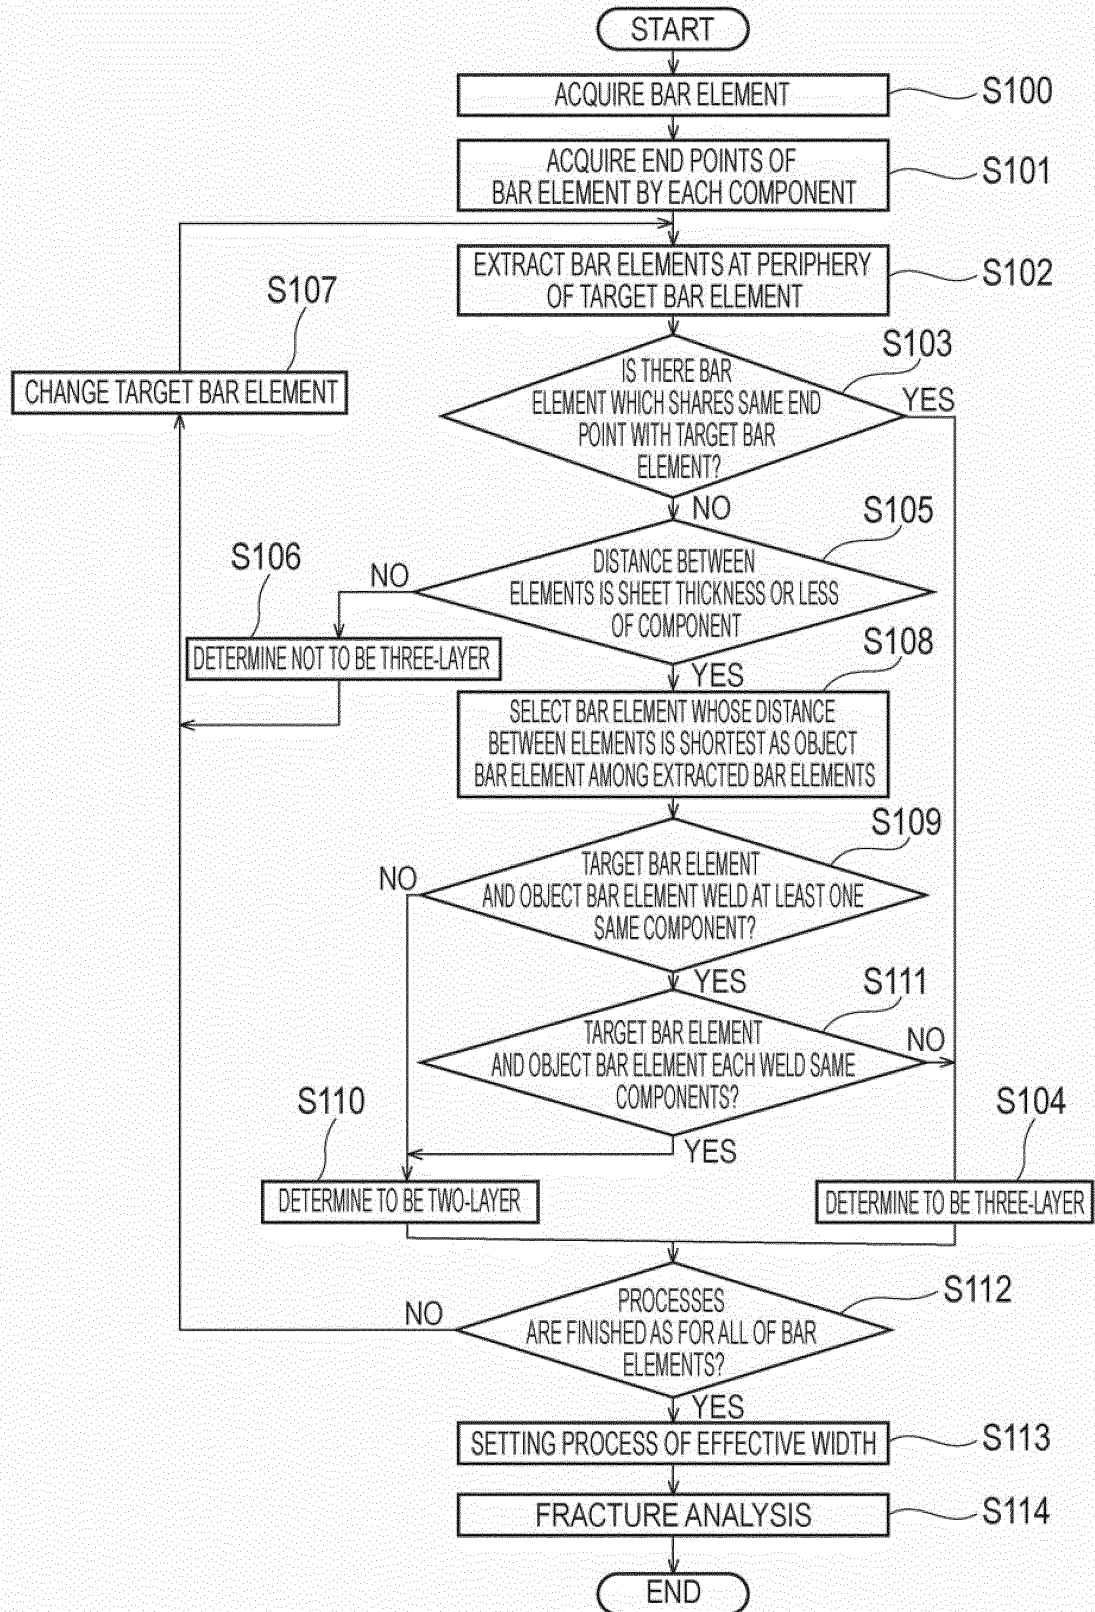 START
ACQUIRE BAR ELEMENT
S100
ACQUIRE END POINTS OF
BAR ELEMENT BY EACH COMPONENT
S101
EXTRACT BAR ELEMENTS AT PERIPHERY
OF TARGET BAR ELEMENT
S102
S107
CHANGE TARGET BAR ELEMENT
S103
IS THERE BAR
ELEMENT WHICH SHARES SAME END
POINT WITH TARGET BAR
ELEMENT?
YES
NO
S105
DISTANCE BETWEEN
ELEMENTS IS SHEET THICKNESS OR LESS
OF COMPONENT
NO
S106
DETERMINE NOT TO BE THREE-LAYER
YES
S108
SELECT BAR ELEMENT WHOSE DISTANCE
BETWEEN ELEMENTS IS SHORTEST AS OBJECT
BAR ELEMENT AMONG EXTRACTED BAR ELEMENTS
S109
TARGET BAR ELEMENT
AND OBJECT BAR ELEMENT WELD AT LEAST ONE
SAME COMPONENT?
NO
YES
S111
TARGET BAR ELEMENT
AND OBJECT BAR ELEMENT EACH WELD SAME
COMPONENTS?
NO
YES
S110
DETERMINE TO BE TWO-LAYER
S104
DETERMINE TO BE THREE-LAYER
S112
PROCESSES
ARE FINISHED AS FOR ALL OF BAR
ELEMENTS?
NO
YES
SETTING PROCESS OF EFFECTIVE WIDTH
S113
FRACTURE ANALYSIS
S114
END